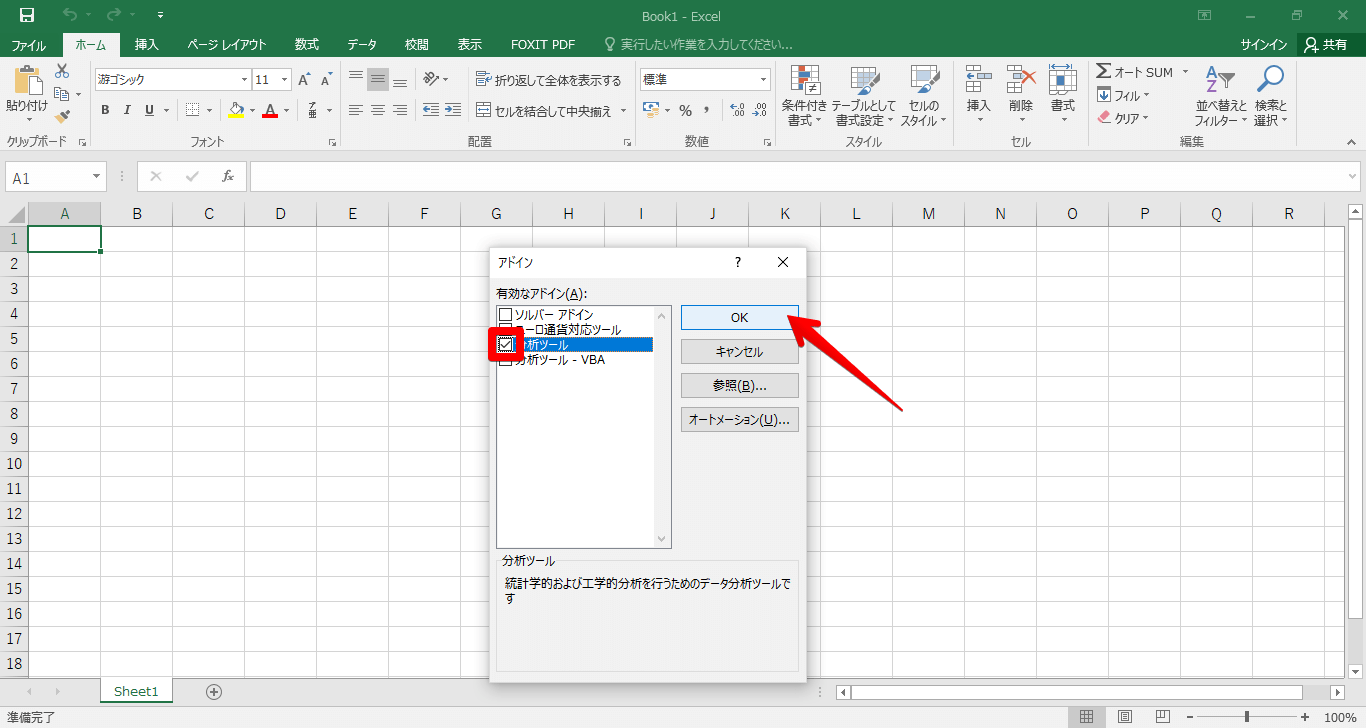 Book1 - Excel
ファイル ホーム 挿入 ページ レイアウト 数式 データ 校閲 表示 FOXIT PDF 実行したい作業を入力してください... サインイン 共有
貼り付け
クリップボード
游ゴシック 11
B I U
フォント
折り返して全体を表示する
セルを結合して中央揃え
配置
標準
% ,
数値
条件付き書式
テーブルとして書式設定
セルのスタイル
スタイル
挿入 削除 書式
セル
オート SUM
フィル
クリア
並べ替えとフィルター
検索と選択
編集
A1 fx
A B C D E F G H I J K L M N O P Q R
1
2
3
4
5
6
7
8
9
10
11
12
13
14
15
16
17
18
アドイン ?
有効なアドイン(A):
ソルバー アドイン
ユーロ通貨対応ツール
分析ツール
分析ツール - VBA
OK
キャンセル
参照(B)...
オートメーション(U)...
分析ツール
統計学的および工学的分析を行うためのデータ分析ツールで
す
Sheet1
準備完了 100%